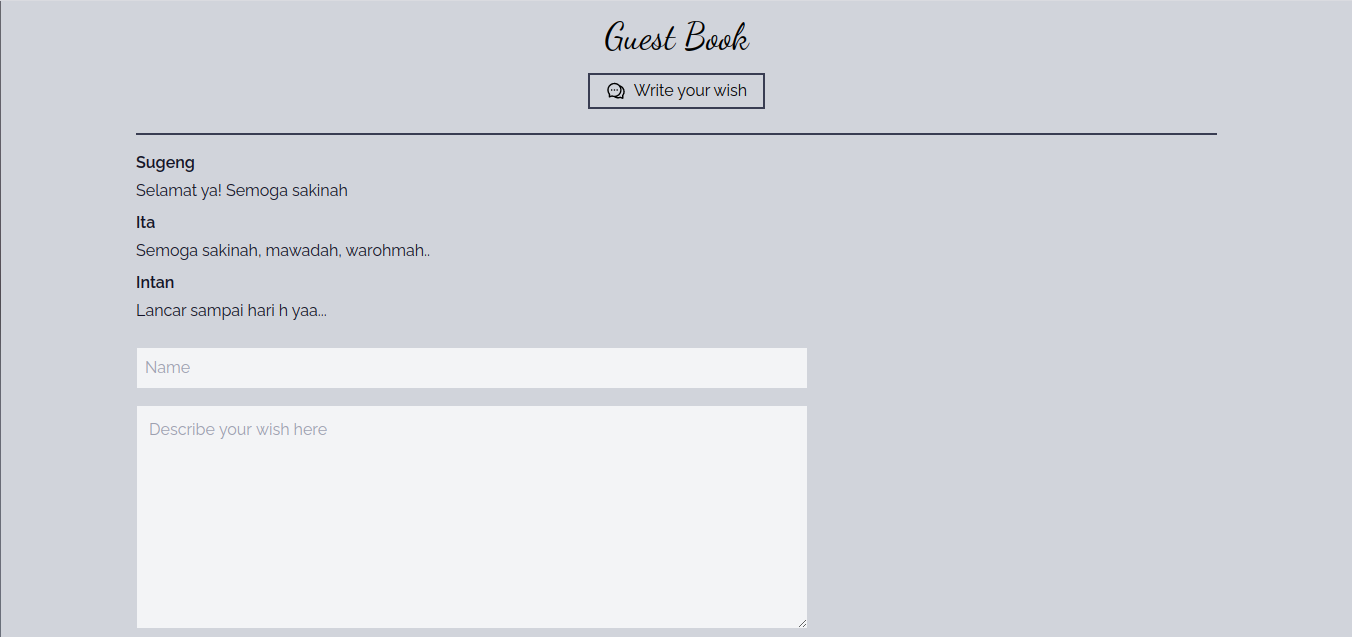 Guest Book
Write your wish
Sugeng
Selamat ya! Semoga sakinah
Ita
Semoga sakinah, mawadah, warohmah..
Intan
Lancar sampai hari h yaa...
Name
Describe your wish here